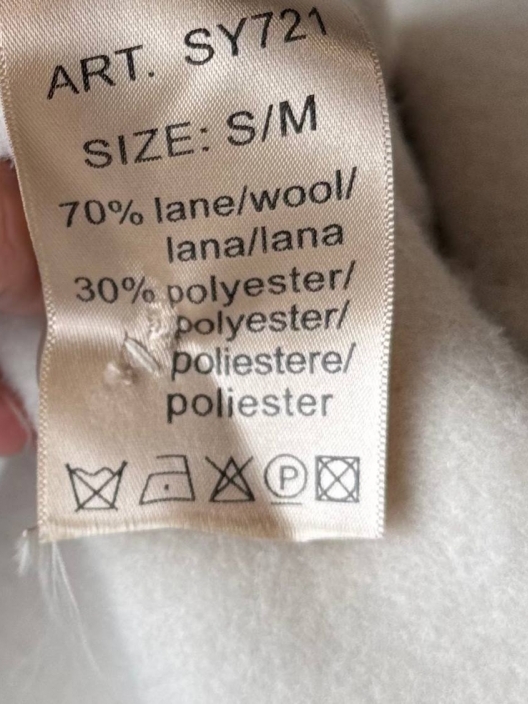 ART. SY721
SIZE: S/M
70% lane/wool/
lana/lana
30% polyester/
polyester/
poliestere/
poliester
P